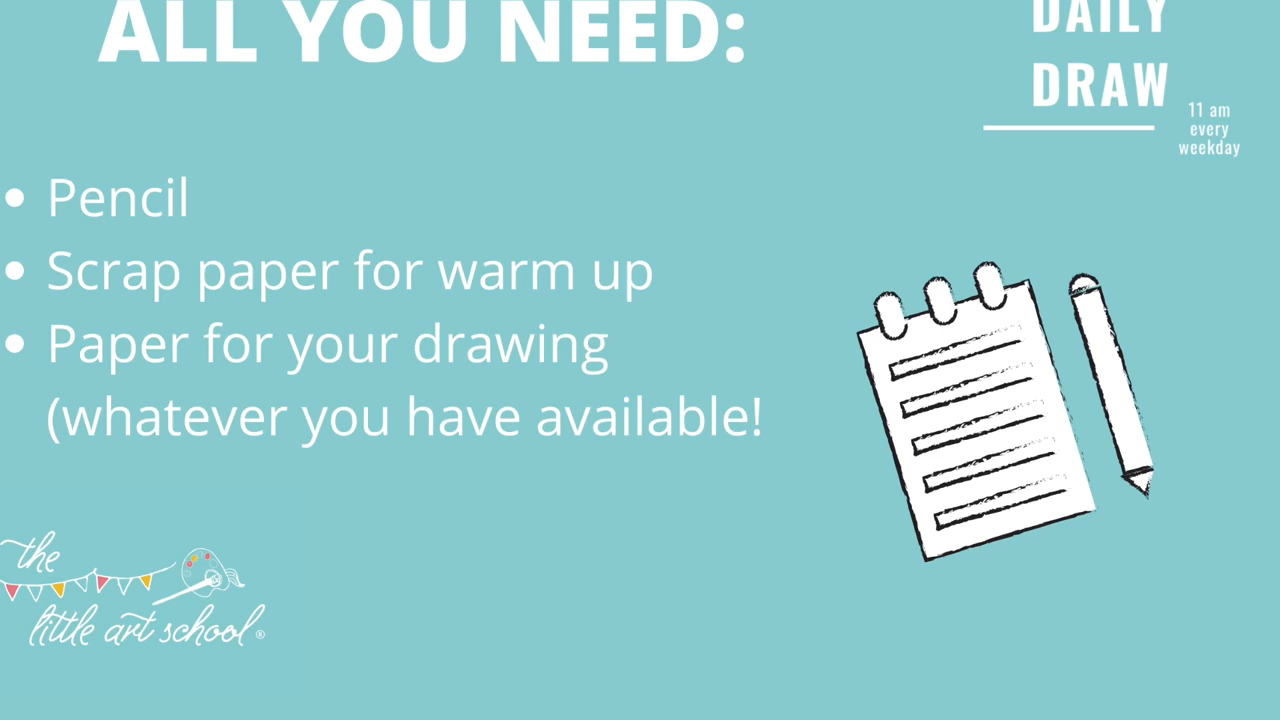 ALL YOU NEED:
DAILY
DRAW
11 am
every
weekday
• Pencil
• Scrap paper for warm up
• Paper for your drawing
(whatever you have available!
the
little art school ®